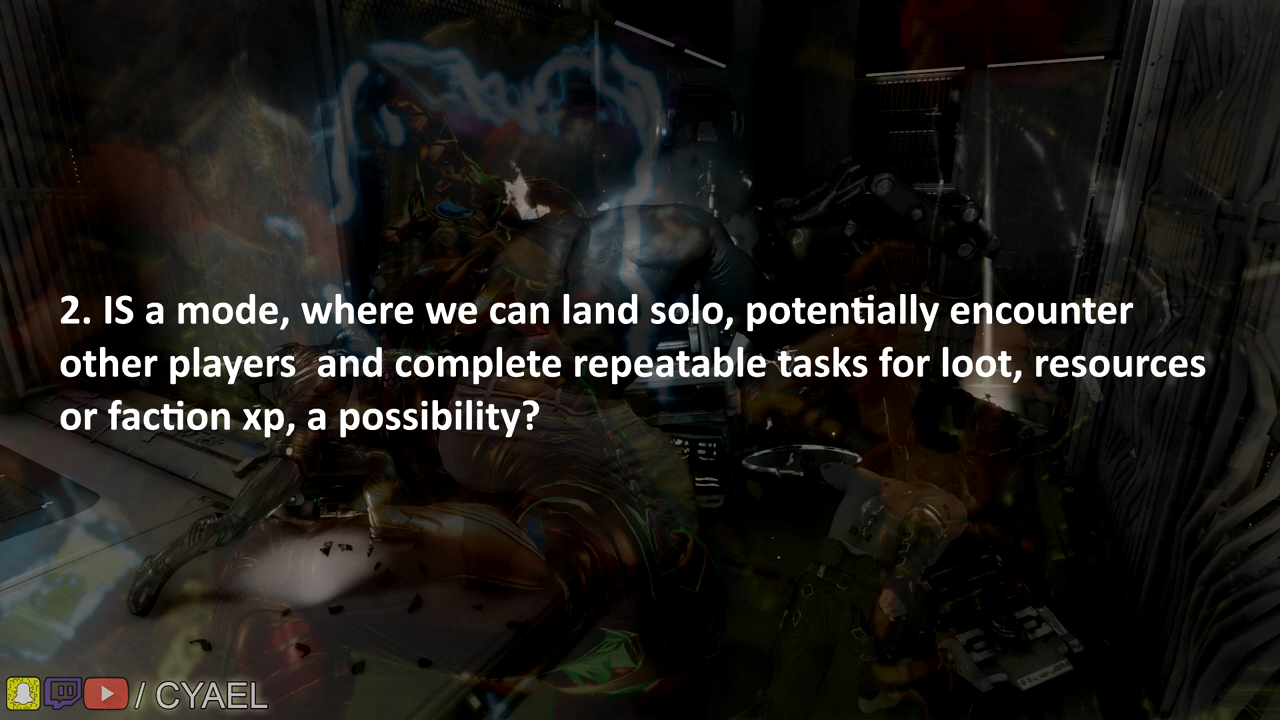 2. IS a mode, where we can land solo, potentially encounter
other players  and complete repeatable tasks for loot, resources
or faction xp, a possibility?
/ CYAEL